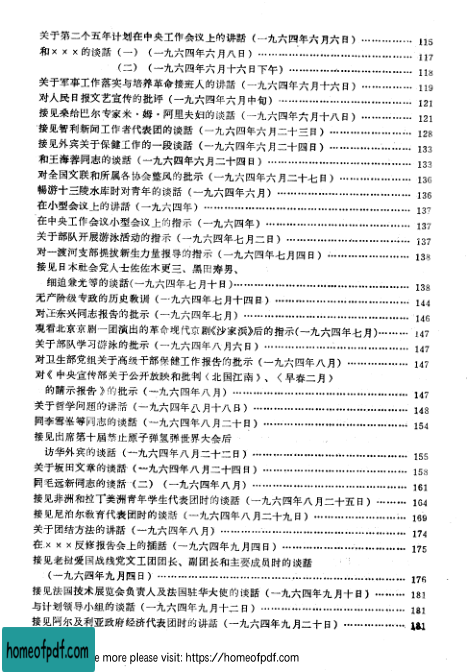 关于第二个五年计划在中央工作会议上的讲話（一九六四年六月六日）…………… 115
和×××的谈話（一）（一九六四年六月八日）…………………………………… 117
（二）（一九六四年六月十六日下午）…………………………… 118
关于軍事工作落实与培养革命接班人的讲話（一九六四年六月十六日）………… 119
对人民日报文艺宣传的批评（一九六四年六月中旬）……………………………… 121
接见桑給巴尔专家米·姆·阿里夫妇的谈話（一九六四年六月十八日）………… 121
接见智利新聞工作者代表团的谈話（一九六四年六月二十三日）………………… 128
接见外宾关于保健工作的一段谈話（一九六四年六月二十四日）………………… 133
和王海蓉同志的谈話（一九六四年六月二十四日）………………………………… 133
对全国文联和所属各协会整风的批示（一九六四年六月二十七日）……………… 136
暢游十三陵水库时对青年的谈話（一九六四年六月）……………………………… 136
在小型会议上的讲話（一九六四年）………………………………………………… 137
在中央工作会议小型会议上的指示（一九六四年）………………………………… 137
关于部队开展游泳活动的指示（一九六四年七月二日）…………………………… 137
对一渡河支部提拔新生力量报导的指示（一九六四年七月四日）………………… 138
接见日本社会党人士佐佐木更三、黑田寿男、
細迫兼光等的谈話(一九六四年七月十日)………………………………………… 138
无产阶級专政的历史教訓（一九六四年七月十四日）……………………………… 144
对汪东兴同志报告的批示（一九六四年七月）……………………………………… 146
观看北京京剧一团演出的革命现代京剧《沙家浜》后的指示(一九六四年七月)…… 147
关于部队学习游泳的批示（一九六四年八月六日）………………………………… 147
对卫生部党组关于高级干部保健工作报告的批示（一九六四年八月）…………… 147
对《中央宣传部关于公开放映和批判〈北国江南〉、〈早春二月〉
的請示报告》的批示（一九六四年八月）………………………………………… 147
关于哲学问題的讲話（一九六四年八月十八日）…………………………………… 148
同李雪峯等同志的谈話（一九六四年八月二十日）………………………………… 154
接见出席第十届禁止原子弹氢弹世界大会后
访华外宾的谈話（一九六四年八月二十二日）…………………………………… 155
关于坂田文章的谈話（一九六四年八月二十四日）………………………………… 158
同毛远新同志的谈話（二）（一九六四年八月）…………………………………… 161
接见非洲和拉丁美洲青年学生代表团时的谈話（一九六四年八月二十五日）…… 164
接见尼泊尔教育代表团时的谈話（一九六四年八月二十九日）…………………… 169
关于团结方法的讲話（一九六四年八月）…………………………………………… 174
在×××反修报告会上的插話（一九六四年九月四日）…………………………… 175
接见老挝爱国战线党文工团团长、副团长和主要成员时的谈話
（一九六四年九月四日）…………………………………………………………… 176
接见法国技术展览会负責人及法国驻华大使的谈話（一九六四年九月十日）…… 181
与计划领导小组的谈話（一九六四年九月十二日）………………………………… 181
接见阿尔及利亚政府经济代表团时的讲話（一九六四年九月二十日）…………… 181
homeofpdf.com
e more please visit: https://homeofpdf.com